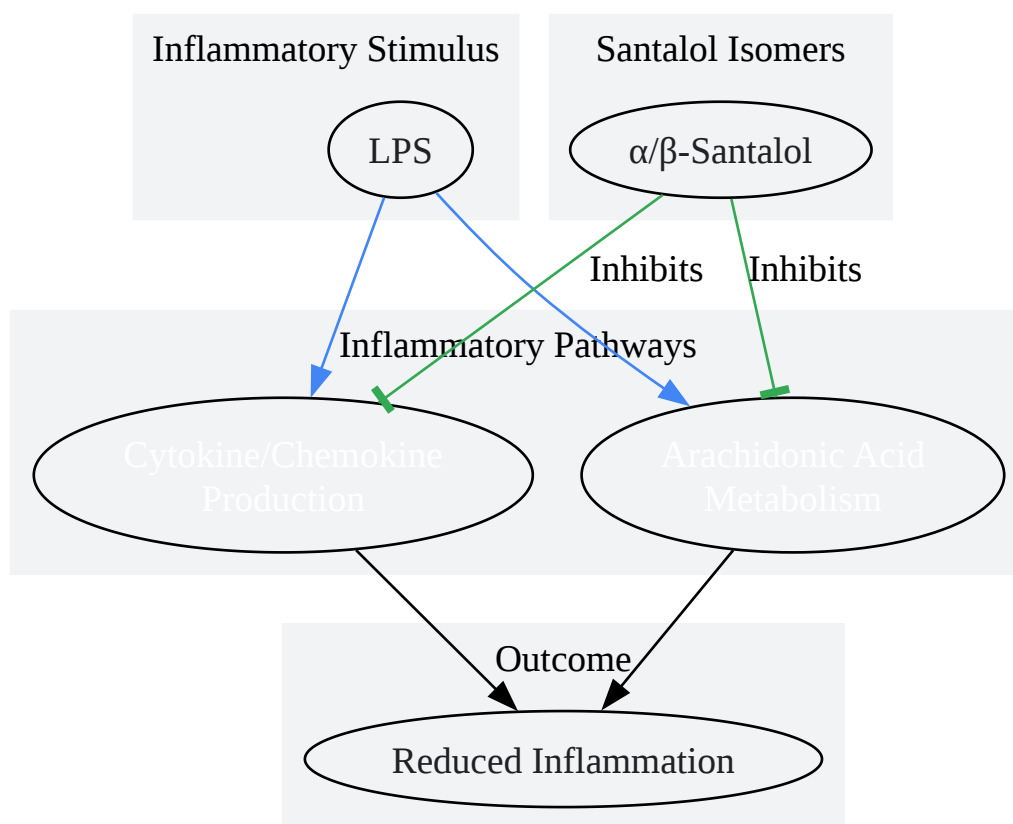 Inflammatory Stimulus
Santalol Isomers
LPS
α/β-Santalol
Inhibits
Inhibits
Inflammatory Pathways
Cytokine/Chemokine
Production
Arachidonic Acid
Metabolism
Outcome
Reduced Inflammation